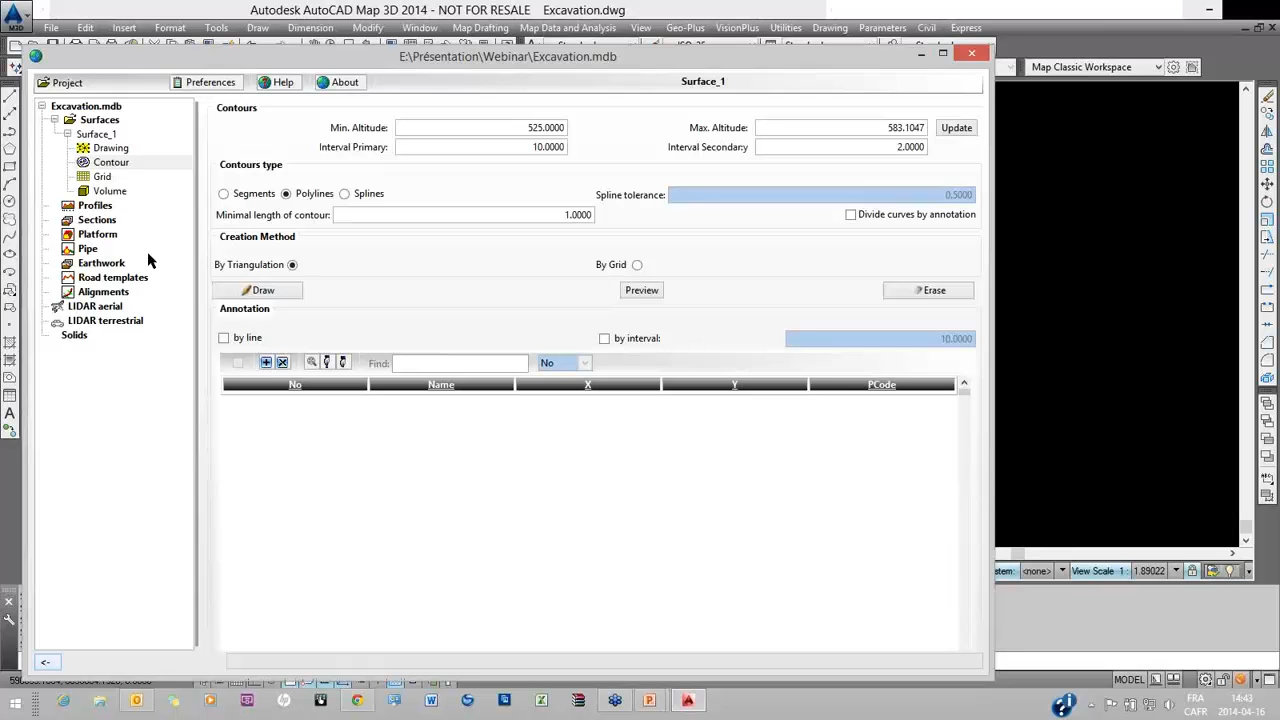 Autodesk AutoCAD Map 3D 2014 - NOT FOR RESALE Excavation.dwg
File Edit Insert Format Tools Draw Dimension Modify Window Map Drafting Map Data and Analysis View Geo-Plus VisionPlus Utilities Drawing Parameters Civil Express
E:\Présentation\Webinar\Excavation.mdb
Map Classic Workspace
Project Preferences Help About Surface_1
Excavation.mdb
Surfaces
Surface_1
Drawing
Contour
Grid
Volume
Profiles
Sections
Platform
Pipe
Earthwork
Road templates
Alignments
LIDAR aerial
LIDAR terrestrial
Solids
<-
Contours
Min. Altitude: 525.0000 Max. Altitude: 583.1047 Update
Interval Primary: 10.0000 Interval Secondary: 2.0000
Contours type
Segments Polylines Splines Spline tolerance: 0,5000
Minimal length of contour: 1.0000 Divide curves by annotation
Creation Method
By Triangulation By Grid
Draw Preview Erase
Annotation
by line by interval: 10.0000
Find: No
No Name X Y PCode
<none> View Scale 1: 1.89022
MODEL
FRA 14:43
CAFR 2014-04-16